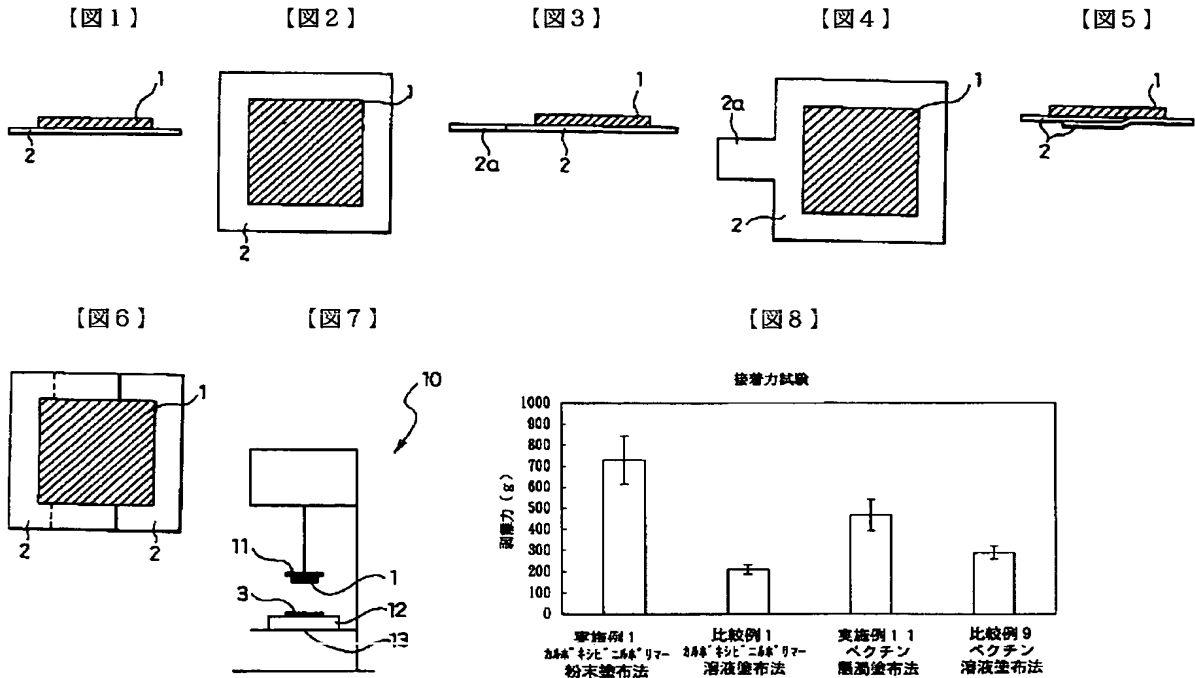 【図1】
【図2】
【図3】
【図4】
【図5】
1
2
1
2
1
2a
2
1
2a
2
1
2
【図6】
【図7】
【図8】
1
2
2
10
11
1
3
12
13
接着力試験
剥離力(g)
1000
900
800
700
600
500
400
300
200
100
0
実施例1
カルボキシビニルポリマー
粉末塗布法
比較例1
カルボキシビニルポリマー
溶液塗布法
実施例11
ペクチン
懸濁塗布法
比較例9
ペクチン
溶液塗布法